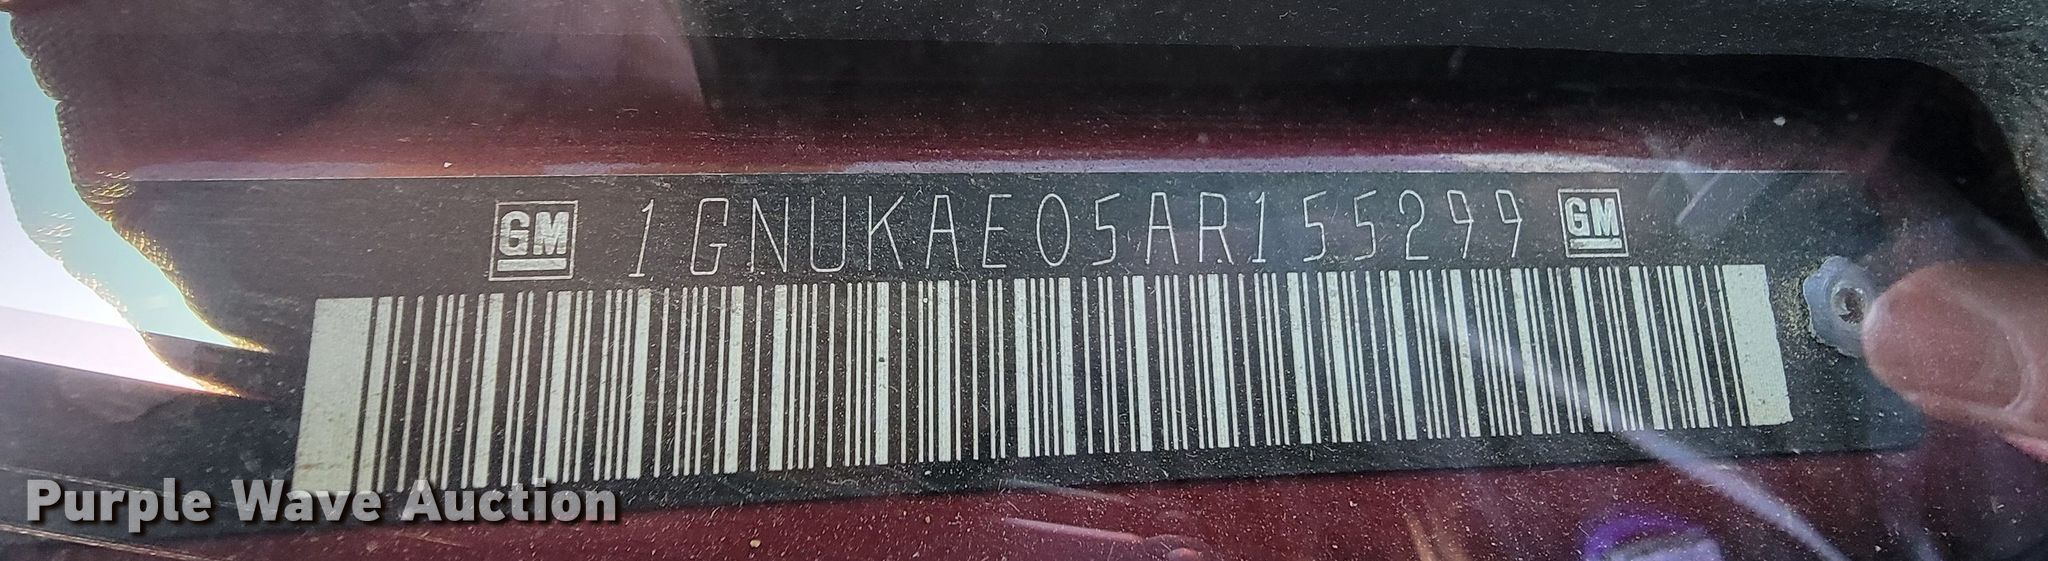 GM 1GNUKAE05AR155299 GM
Purple Wave Auction